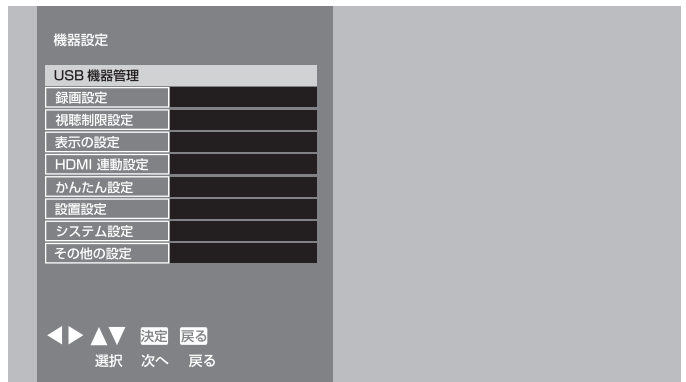 機器設定
USB 機器管理
録画設定
視聴制限設定
表示の設定
HDMI 連動設定
かんたん設定
設置設定
システム設定
その他の設定
決定 戻る
選択 次へ 戻る